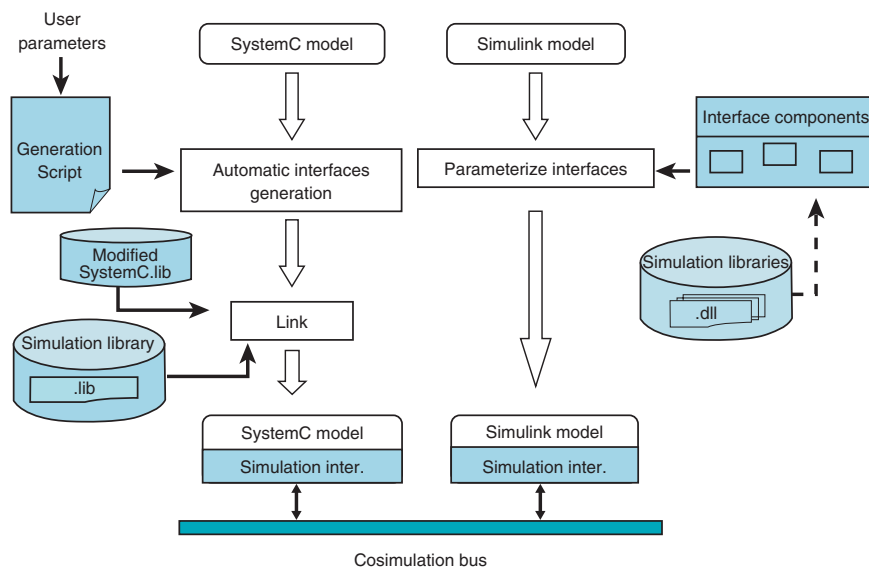 User
parameters
SystemC model
Simulink model
Generation
Script
Automatic interfaces
generation
Parameterize interfaces
Interface components
Modified
SystemC.lib
Link
Simulation library
.lib
Simulation libraries
.dll
SystemC model
Simulation inter.
Simulink model
Simulation inter.
Cosimulation bus